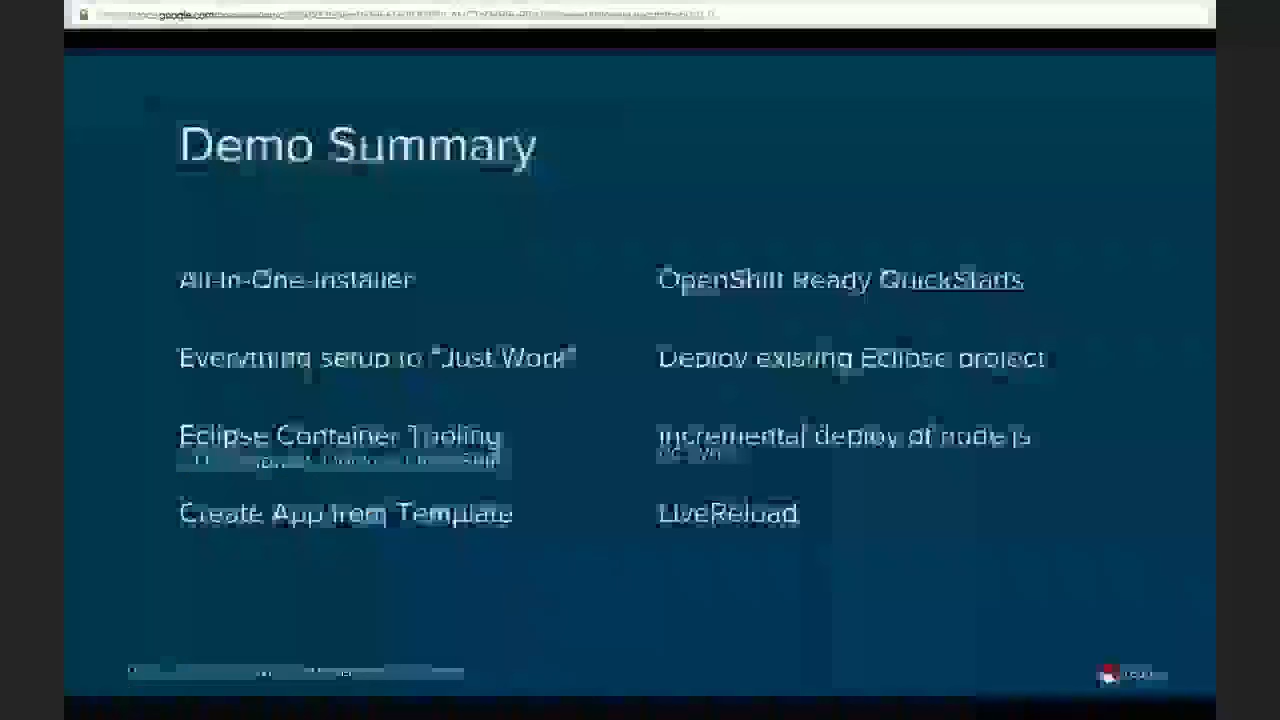 Demo Summary
All-in-One-Installer
Everything setup to "Just Work"
Eclipse Container Tooling
Create App from Template
OpenShift Ready QuickStarts
Deploy existing Eclipse project
Incremental deploy of node.js
LiveReload